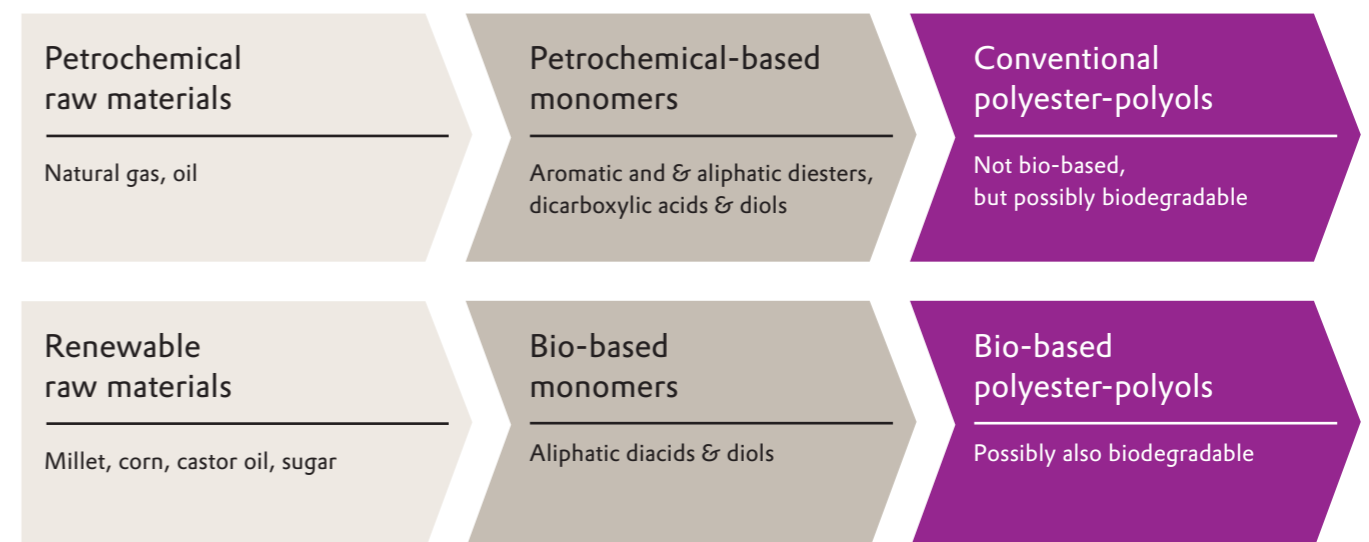 Petrochemical
raw materials
Natural gas, oil
Petrochemical-based
monomers
Aromatic and & aliphatic diesters,
dicarboxylic acids & diols
Conventional
polyester-polyols
Not bio-based,
but possibly biodegradable
Renewable
raw materials
Millet, corn, castor oil, sugar
Bio-based
monomers
Aliphatic diacids & diols
Bio-based
polyester-polyols
Possibly also biodegradable